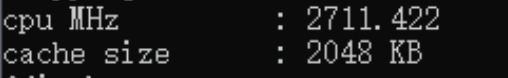 cpu MHz : 2711.422
cache size : 2048 KB